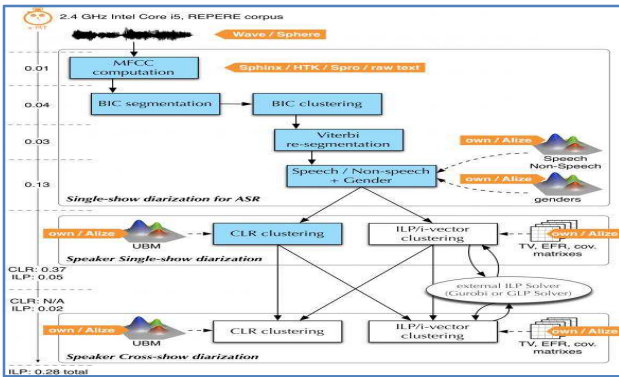 x RT
2.4 GHz Intel Core i5, REPERE corpus
Wave / Sphere
0.01
MFCC
computation
Sphinx / HTK / Spro / raw text
0.04
BIC segmentation
BIC clustering
0.03
Viterbi
re-segmentation
own / Alize
Speech
Non-Speech
0.13
Speech / Non-speech
+ Gender
own / Alize
genders
Single-show diarization for ASR
own / Alize
UBM
CLR clustering
ILP/i-vector
clustering
own / Alize
TV, EFR, cov.
matrixes
Speaker Single-show diarization
CLR: 0.37
ILP: 0.05
external ILP Solver
(Gurobi or GLP Solver)
CLR: N/A
ILP: 0.02
own / Alize
UBM
CLR clustering
ILP/i-vector
clustering
own / Alize
TV, EFR, cov.
matrixes
Speaker Cross-show diarization
ILP: 0.28 total